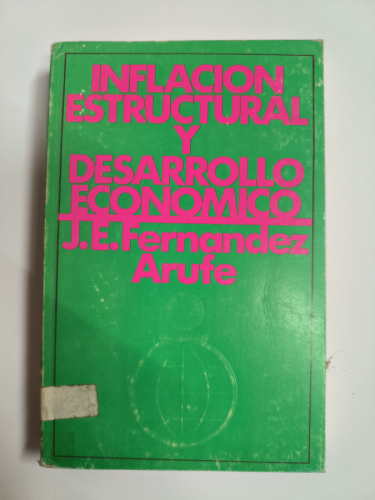 INFLACION
ESTRUCTURAL
Y
DESARROLLO
ECONOMICO
J.E. Fernandez
Arufe